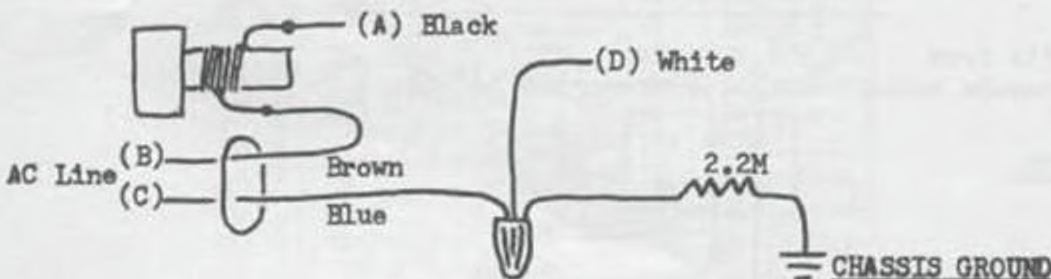 (A) Black
(D) White
AC Line
(B)
Brown
(C)
Blue
2.2M
CHASSIS GROUND